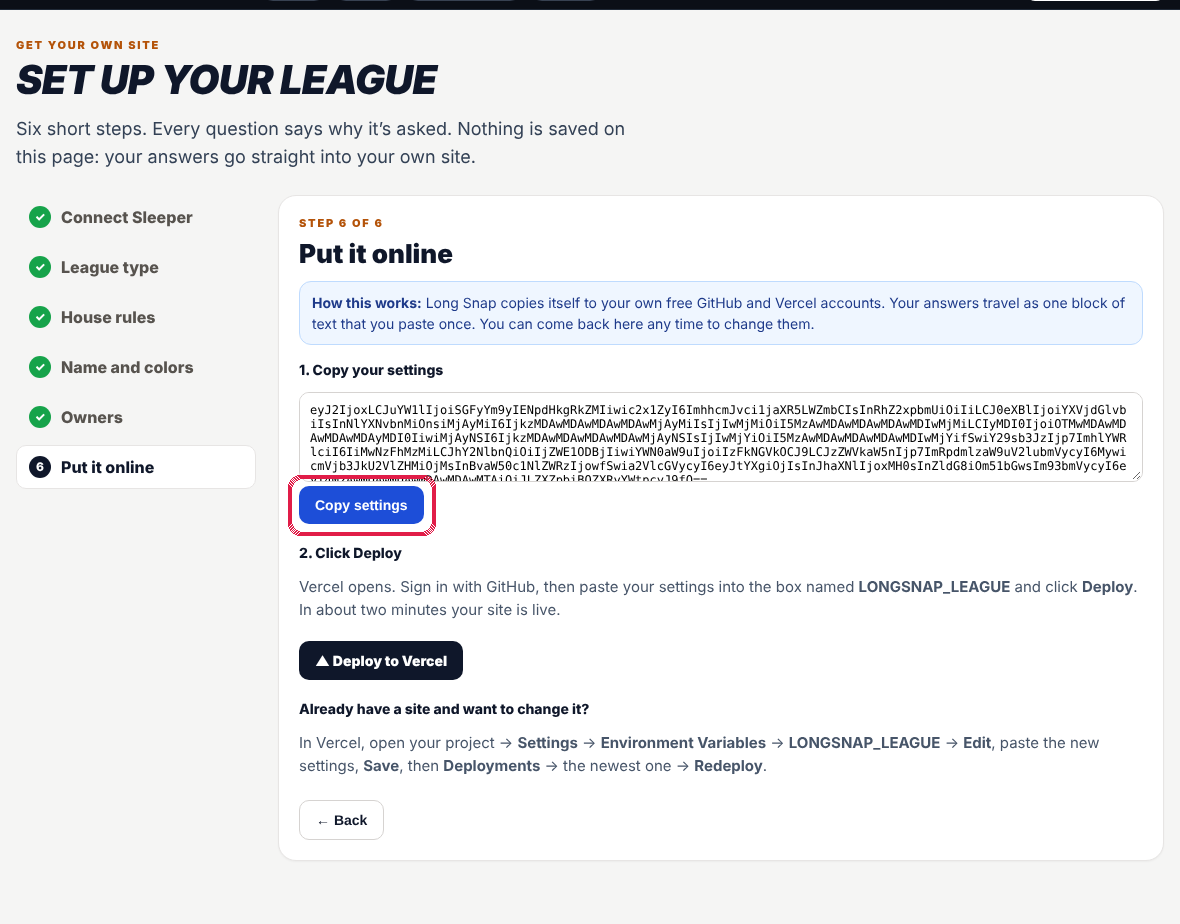 GET YOUR OWN SITE
SET UP YOUR LEAGUE
Six short steps. Every question says why it’s asked. Nothing is saved on
this page: your answers go straight into your own site.
Connect Sleeper
League type
House rules
Name and colors
Owners
6 Put it online
STEP 6 OF 6
Put it online
How this works: Long Snap copies itself to your own free GitHub and Vercel accounts. Your answers travel as one block of
text that you paste once. You can come back here any time to change them.
1. Copy your settings
Copy settings
2. Click Deploy
Vercel opens. Sign in with GitHub, then paste your settings into the box named LONGSNAP_LEAGUE and click Deploy.
In about two minutes your site is live.
▲ Deploy to Vercel
Already have a site and want to change it?
In Vercel, open your project → Settings → Environment Variables → LONGSNAP_LEAGUE → Edit, paste the new
settings, Save, then Deployments → the newest one → Redeploy.
← Back